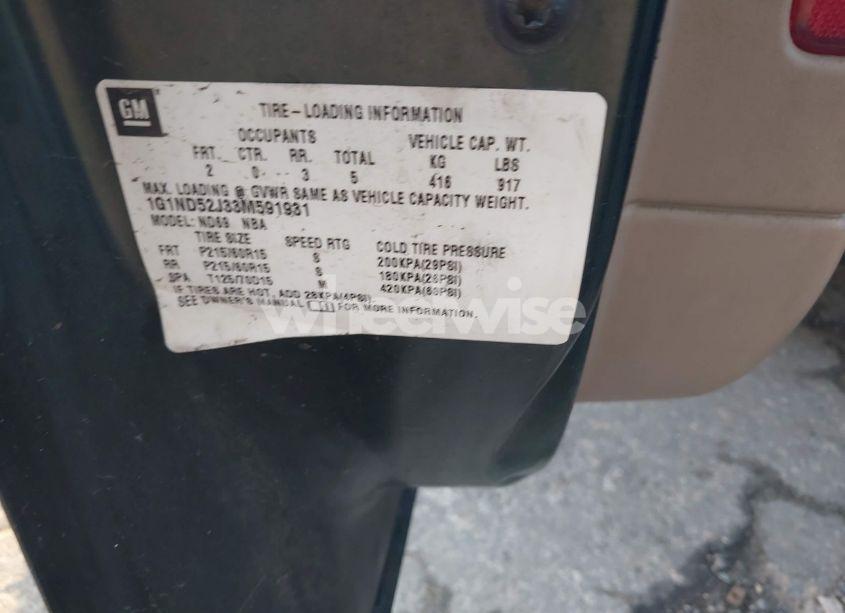 GM
TIRE-LOADING INFORMATION
OCCUPANTS VEHICLE CAP. WT.
FRT. CTR. RR. TOTAL KG LBS
2 0 3 5 416 917
MAX. LOADING @ GVWR SAME AS VEHICLE CAPACITY WEIGHT.
1G1ND52J33M591931
MODEL: ND69 NBA
TIRE SIZE SPEED RTG COLD TIRE PRESSURE
FRT P215/60R15 S 200KPA(29PSI)
RR P215/60R15 S 180KPA(26PSI)
SPA T125/70D15 M 420KPA(60PSI)
IF TIRES ARE HOT, ADD 28KPA(4PSI).
SEE OWNER'S MANUAL FOR MORE INFORMATION.
wheelwise